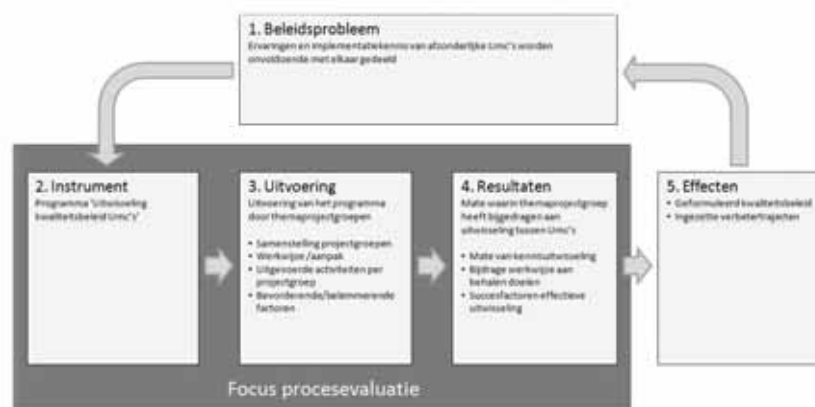 1. Beleidsprobleem
Ervaringen en implementatiekennis van afzonderlijke Umc's worden
onvoldoende met elkaar gedeeld
2. Instrument
Programma 'Uitwisseling
kwaliteitsbeleid Umc's'
3. Uitvoering
Uitvoering van het programma
door themaprojectgroepen
• Samenstelling projectgroepen
• Werkwijze/aanpak
• Uitgevoerde activiteiten per
projectgroep
• Bevorderende/belemmerende
factoren
4. Resultaten
Mate waarin themaprojectgroep
heeft bijgedragen aan
uitwisseling tussen Umc's
• Mate van kennisuitwisseling
• Bijdrage werkwijze aan
behalen doelen
• Succesfactoren effectieve
uitwisseling
5. Effecten
• Geformuleerd kwaliteitsbeleid
• Ingezette verbetertrajecten
Focus procesevaluatie